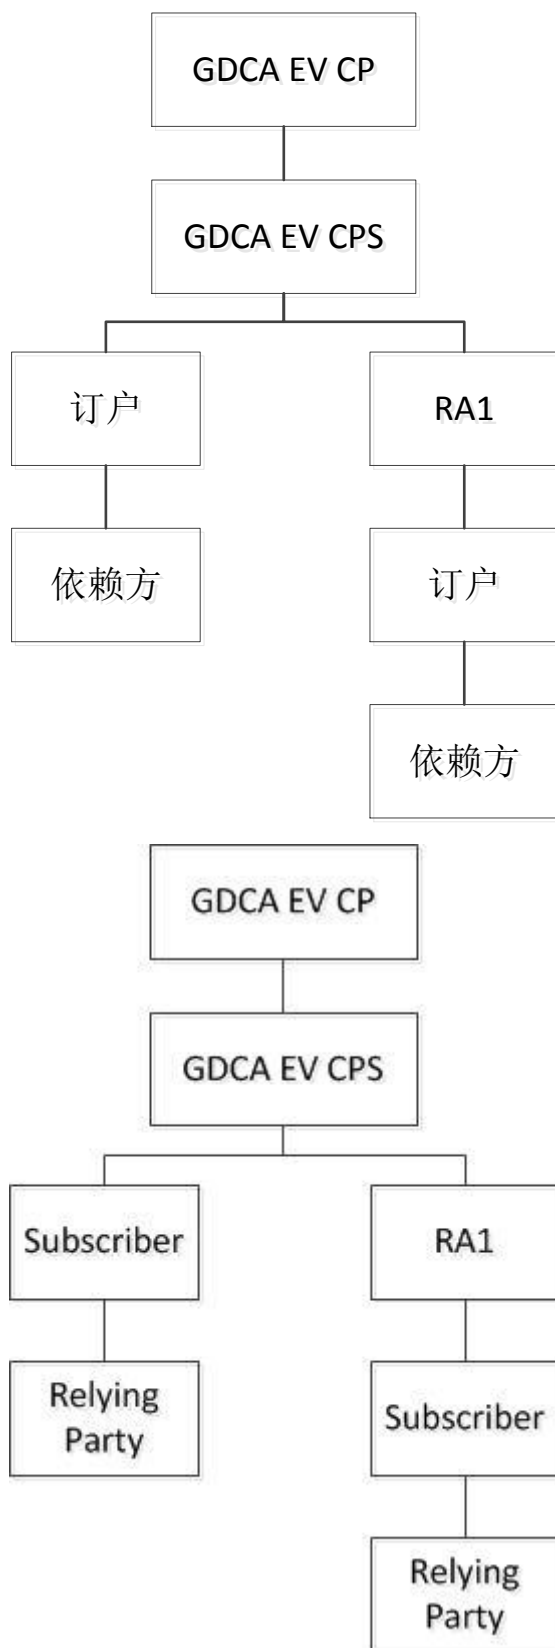 GDCA EV CP
GDCA EV CPS
订户
RA1
依赖方
订户
依赖方
GDCA EV CP
GDCA EV CPS
Subscriber
RA1
Relying
Party
Subscriber
Relying
Party